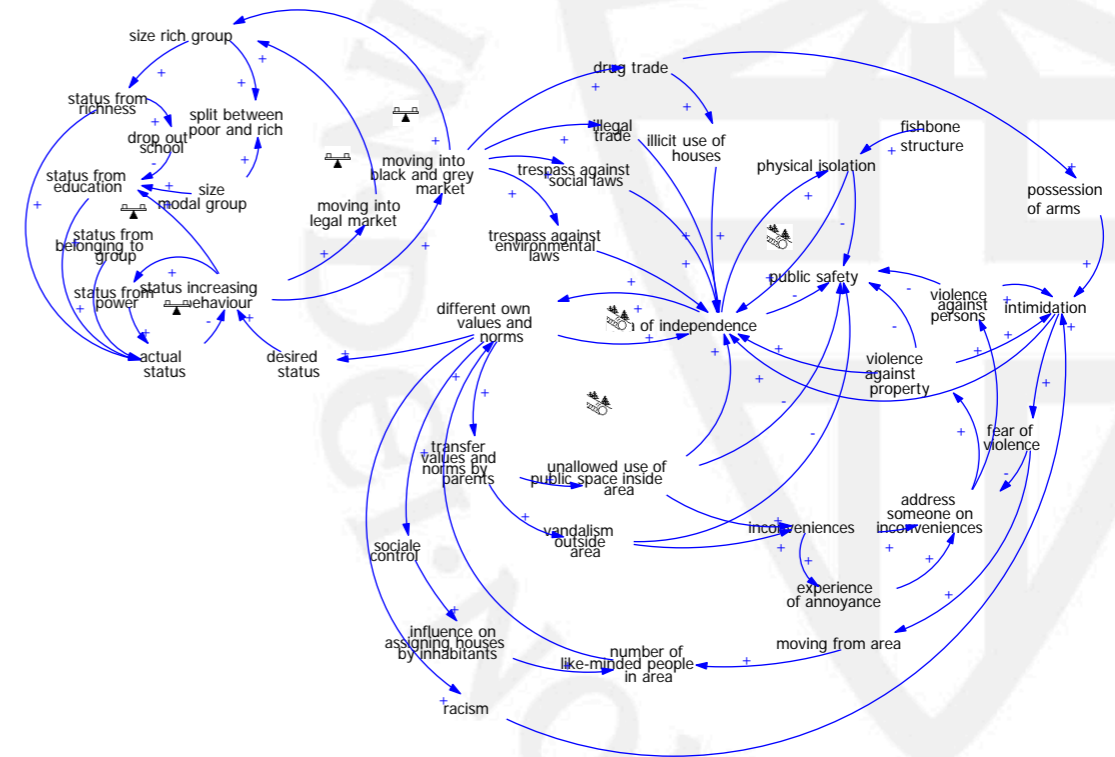 size rich group
status from
richness
drop out
school
split between
poor and rich
status from
education
size
modal group
status from
belonging to
group
status from
power
status increasing
behaviour
actual
status
desired
status
moving into
legal market
moving into
black and grey
market
drug trade
illegal
trade
illicit use of
houses
trespass against
social laws
trespass against
environmental
laws
physical isolation
fishbone
structure
possession
of arms
public safety
different own
values and
norms
of independence
violence
against
persons
intimidation
violence
against
property
fear of
violence
transfer
values and
norms by
parents
unallowed use of
public space inside
area
vandalism
outside
area
inconveniences
address
someone on
inconveniences
experience
of annoyance
sociale
control
influence on
assigning houses
by inhabitants
number of
like-minded people
in area
moving from area
racism